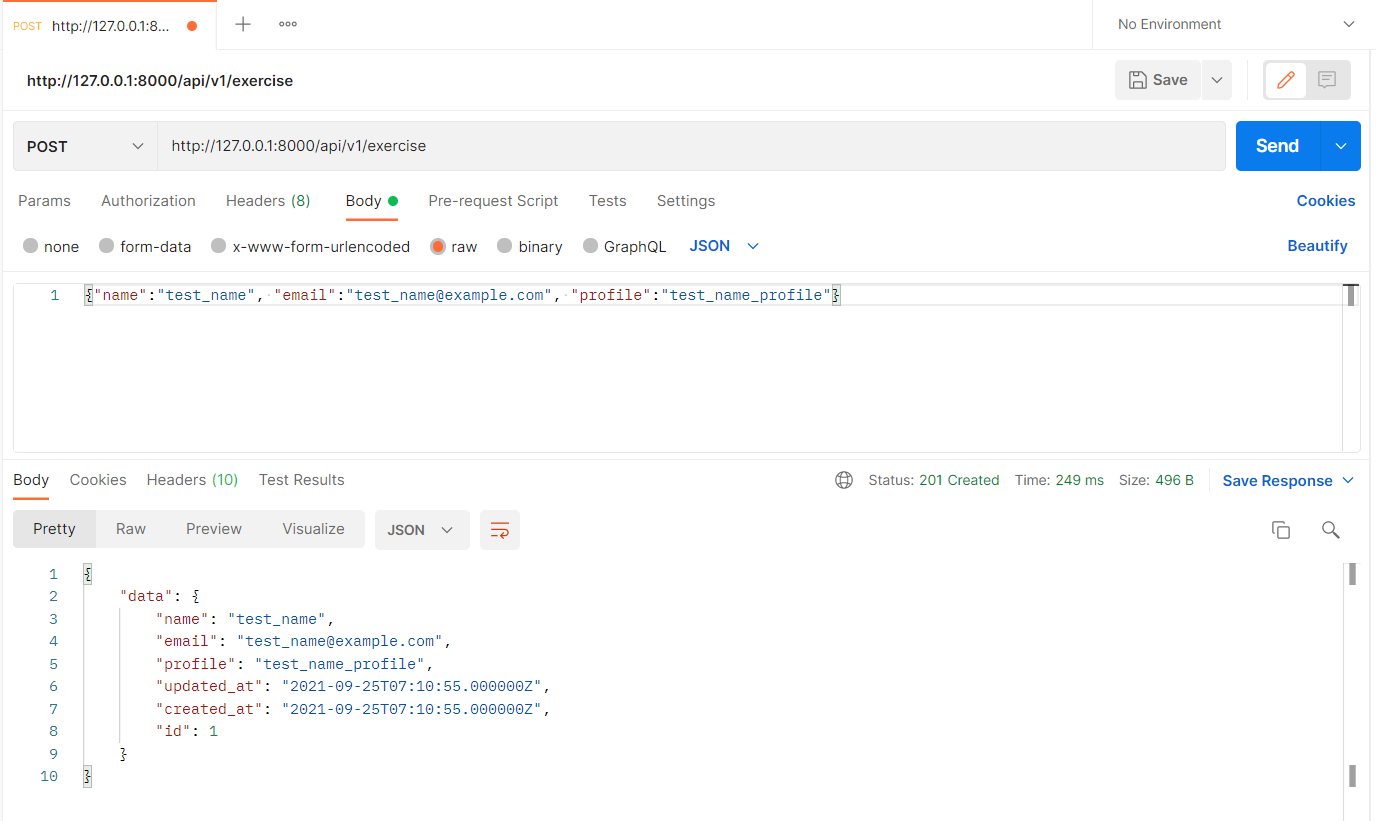 POST http://127.0.0.1:8... No Environment
http://127.0.0.1:8000/api/v1/exercise Save
POST http://127.0.0.1:8000/api/v1/exercise Send
Params Authorization Headers (8) Body Pre-request Script Tests Settings Cookies
none form-data x-www-form-urlencoded raw binary GraphQL JSON Beautify
1 {"name":"test_name", "email":"test_name@example.com", "profile":"test_name_profile"}
Body Cookies Headers (10) Test Results Status: 201 Created Time: 249 ms Size: 496 B Save Response
Pretty Raw Preview Visualize JSON
1 {
2 "data": {
3 "name": "test_name",
4 "email": "test_name@example.com",
5 "profile": "test_name_profile",
6 "updated_at": "2021-09-25T07:10:55.000000Z",
7 "created_at": "2021-09-25T07:10:55.000000Z",
8 "id": 1
9 }
10 }